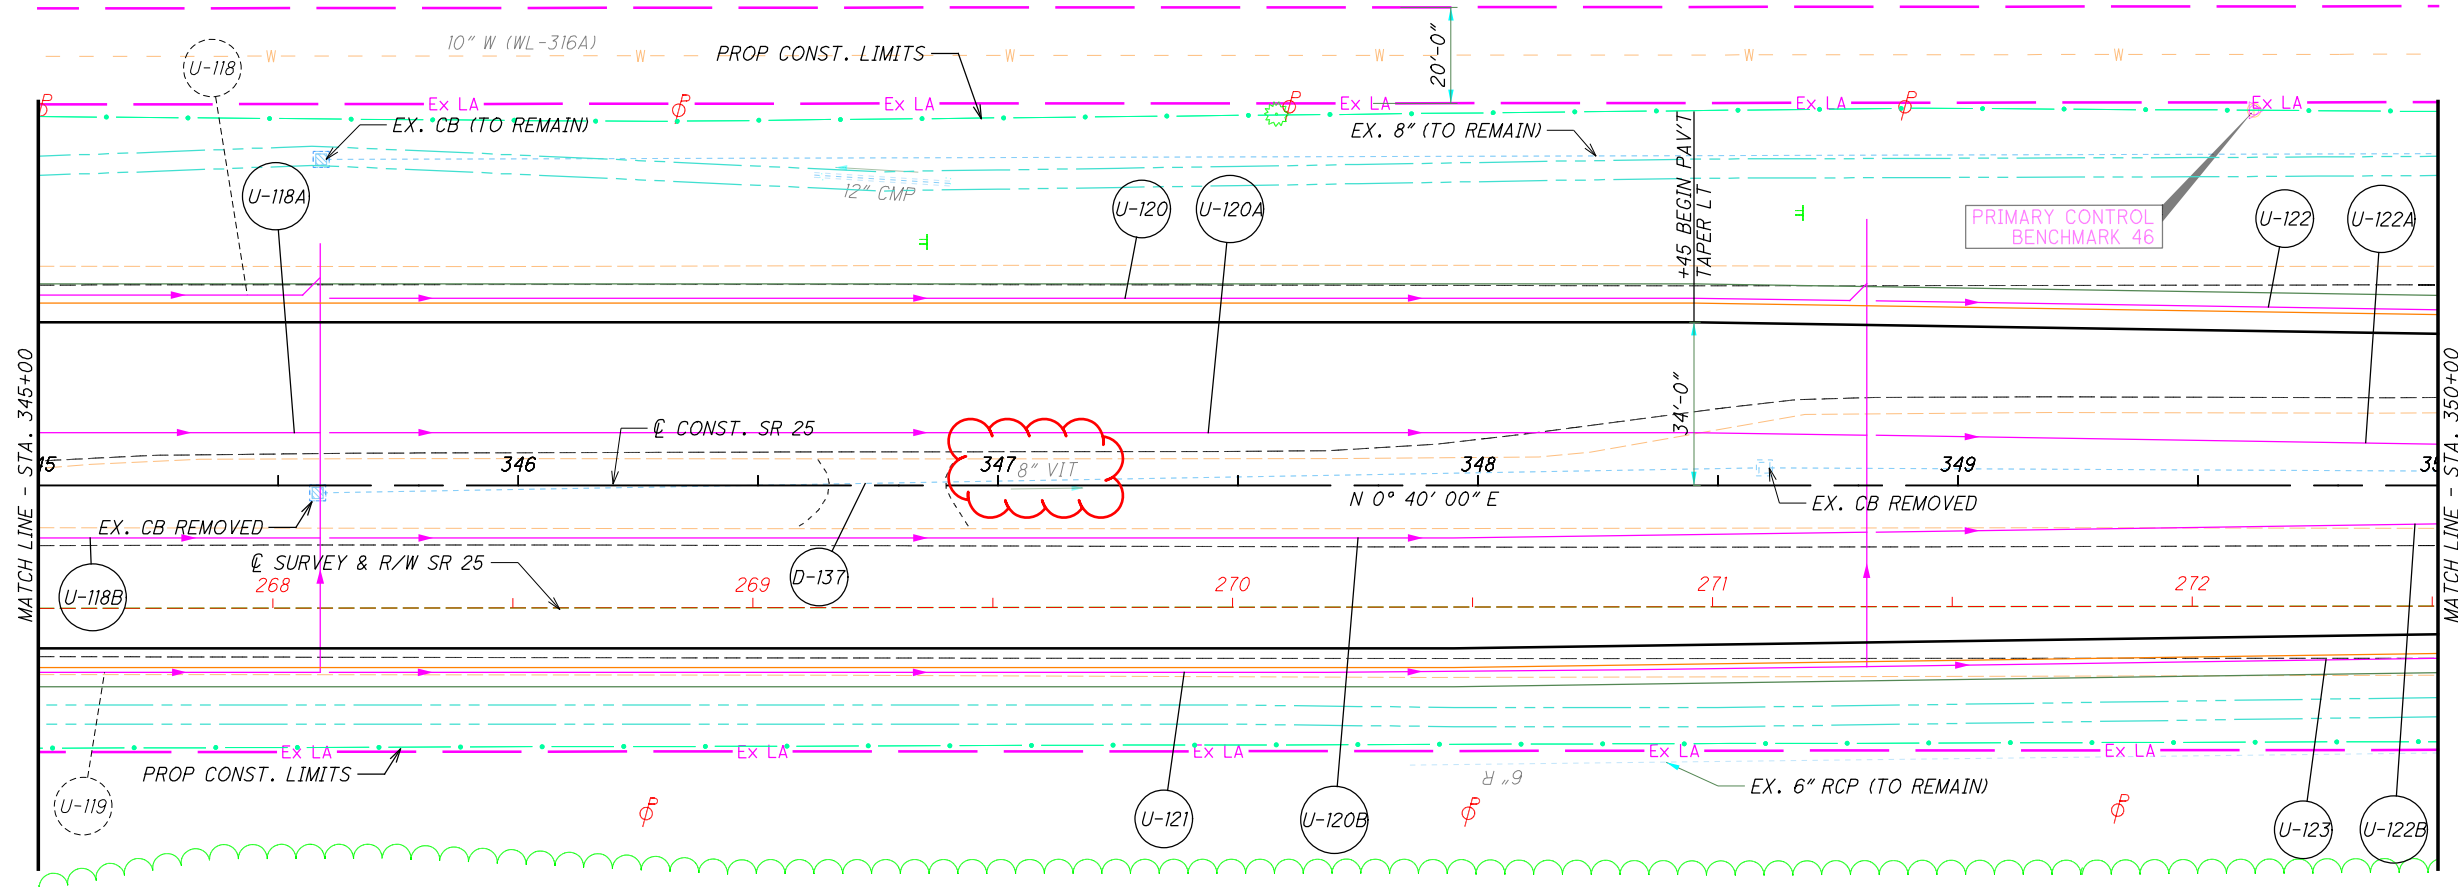 10" W (WL-316A)
W W W W W W
PROP CONST. LIMITS
20'-0"
U-118
Ex LA Ex LA Ex LA Ex LA Ex LA
EX. CB (TO REMAIN)
EX. 8" (TO REMAIN)
12" CMP
U-118A
U-120
U-120A
+45 BEGIN PAV'T
TAPER LT
PRIMARY CONTROL
BENCHMARK 46
U-122
U-122A
MATCH LINE - STA. 345+00
34'-0"
MATCH LINE - STA. 350+00
℄ CONST. SR 25
45 346 347 348 349 35
8" VIT
N 0° 40' 00" E
EX. CB REMOVED
EX. CB REMOVED
℄ SURVEY & R/W SR 25
D-137
U-118B
268 269 270 271 272
Ex LA Ex LA Ex LA Ex LA Ex LA
PROP CONST. LIMITS
6" R
EX. 6" RCP (TO REMAIN)
U-119
U-121
U-120B
U-123
U-122B